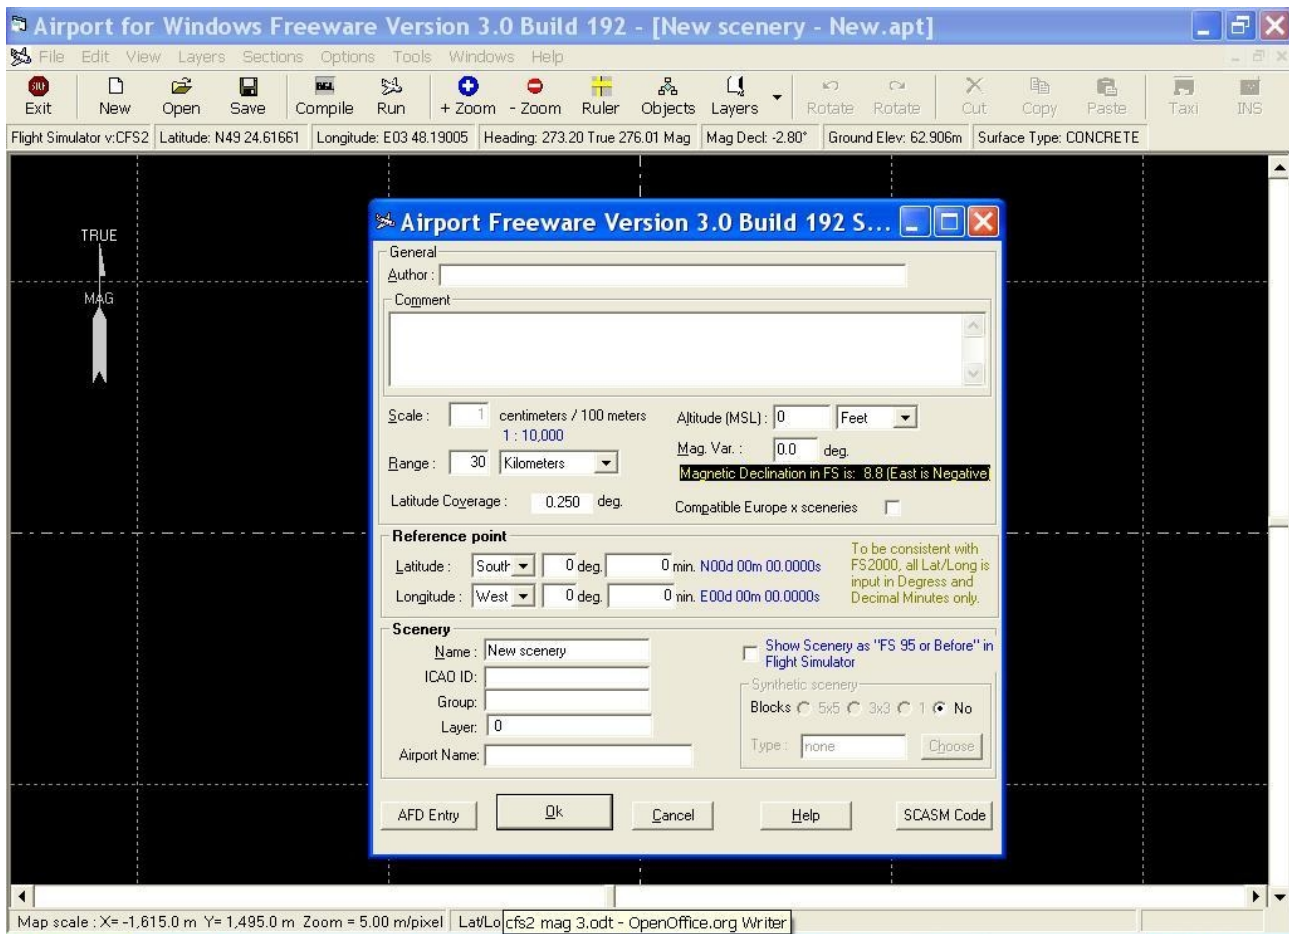 Airport for Windows Freeware Version 3.0 Build 192 - [New scenery - New.apt]
File Edit View Layers Sections Options Tools Windows Help
STOP BGL
Exit New Open Save Compile Run + Zoom - Zoom Ruler Objects Layers Rotate Rotate Cut Copy Paste Taxi INS
Flight Simulator v:CFS2 Latitude: N49 24.61661 Longitude: E03 48.19005 Heading: 273.20 True 276.01 Mag Mag Decl: -2.80° Ground Elev: 62.906m Surface Type: CONCRETE
TRUE
MAG
Airport Freeware Version 3.0 Build 192 S...
General
Author :
Comment
Scale : 1 centimeters / 100 meters Altitude (MSL) : 0 Feet
1 : 10,000
Mag. Var. : 0.0 deg.
Range : 30 Kilometers
Magnetic Declination in FS is: 8.8 (East is Negative)
Latitude Coverage : 0.250 deg. Compatible Europe x sceneries
Reference point
Latitude : South 0 deg. 0 min. N00d 00m 00.0000s
Longitude : West 0 deg. 0 min. E00d 00m 00.0000s
To be consistent with
FS2000, all Lat/Long is
input in Degress and
Decimal Minutes only.
Scenery
Name : New scenery
ICAO ID:
Group:
Layer: 0
Airport Name:
Show Scenery as "FS 95 or Before" in
Flight Simulator
Synthetic scenery
Blocks 5x5 3x3 1 No
Type : none Choose
AFD Entry Ok Cancel Help SCASM Code
Map scale : X= -1,615.0 m Y= 1,495.0 m Zoom = 5.00 m/pixel Lat/Lo cfs2 mag 3.odt - OpenOffice.org Writer